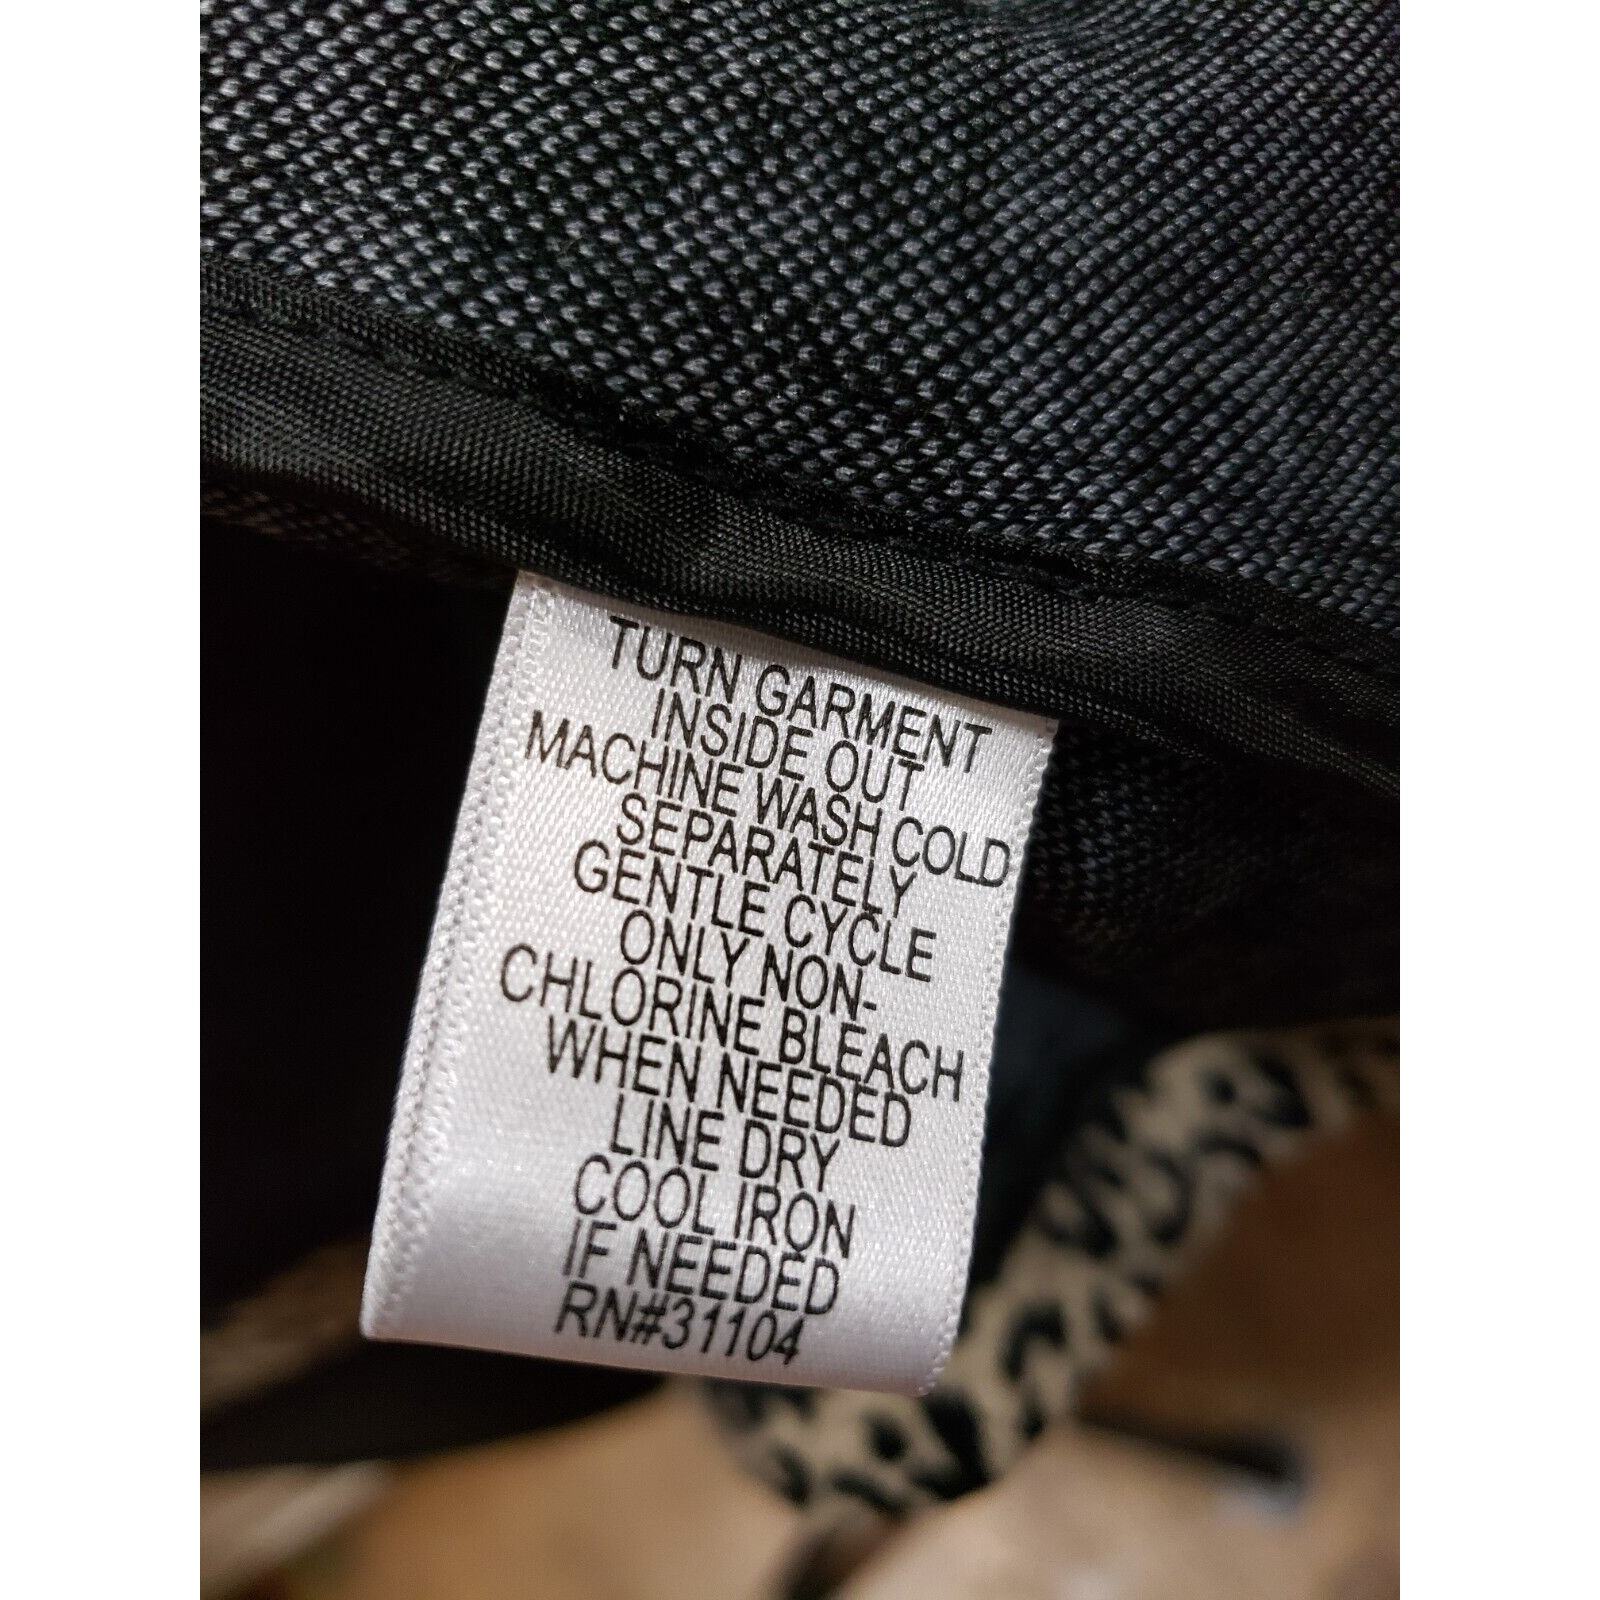 TURN GARMENT
INSIDE OUT
MACHINE WASH COLD
SEPARATELY
GENTLE CYCLE
ONLY NON-
CHLORINE BLEACH
WHEN NEEDED
LINE DRY
COOL IRON
IF NEEDED
RN#31104